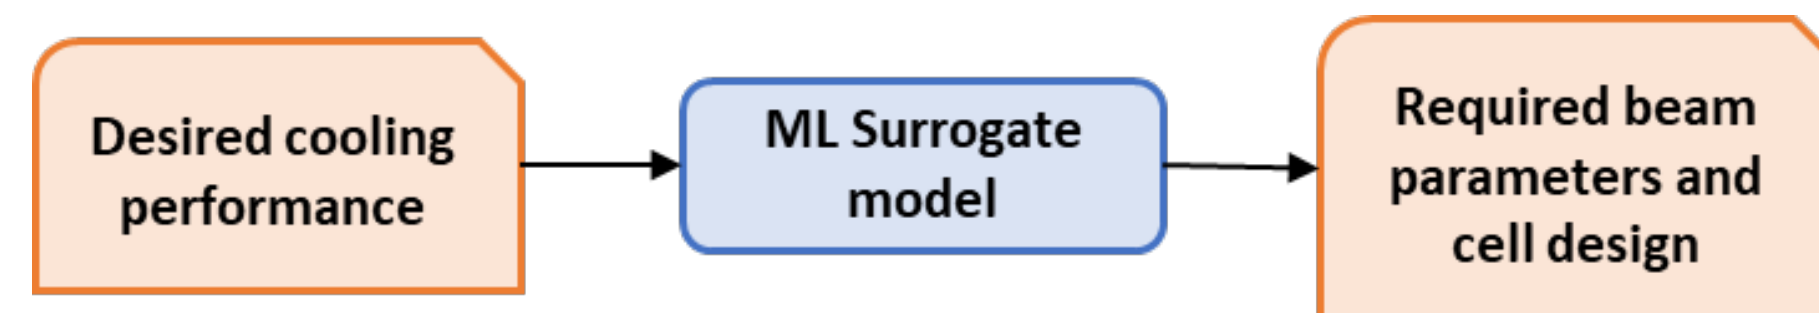 Desired cooling
performance
ML Surrogate
model
Required beam
parameters and
cell design